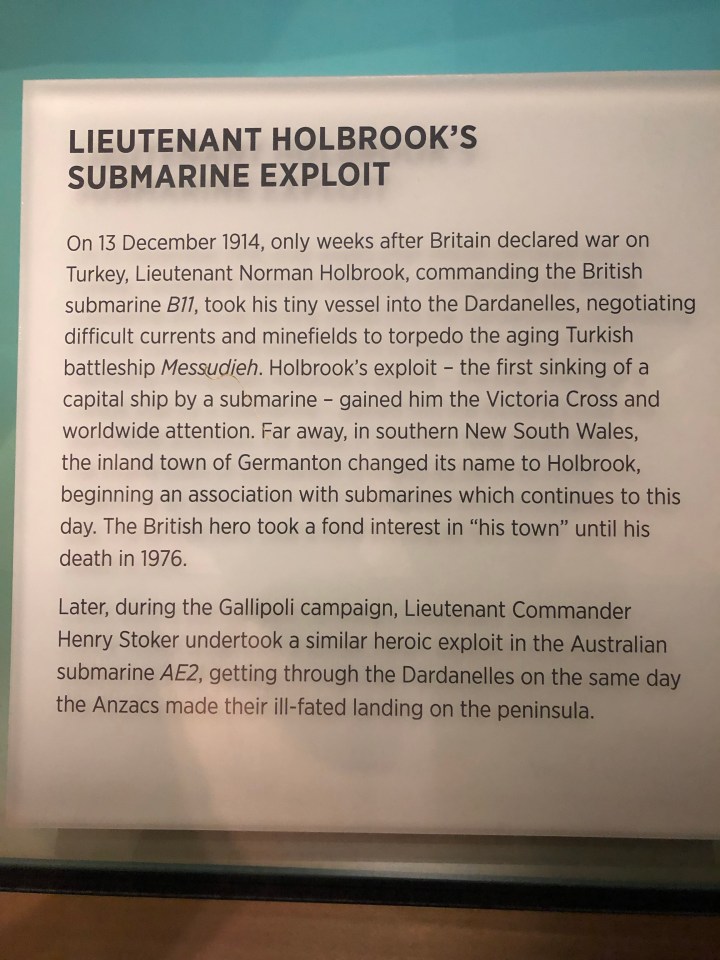 LIEUTENANT HOLBROOK’S
SUBMARINE EXPLOIT
On 13 December 1914, only weeks after Britain declared war on
Turkey, Lieutenant Norman Holbrook, commanding the British
submarine B11, took his tiny vessel into the Dardanelles, negotiating
difficult currents and minefields to torpedo the aging Turkish
battleship Messudieh. Holbrook’s exploit – the first sinking of a
capital ship by a submarine – gained him the Victoria Cross and
worldwide attention. Far away, in southern New South Wales,
the inland town of Germanton changed its name to Holbrook,
beginning an association with submarines which continues to this
day. The British hero took a fond interest in “his town” until his
death in 1976.
Later, during the Gallipoli campaign, Lieutenant Commander
Henry Stoker undertook a similar heroic exploit in the Australian
submarine AE2, getting through the Dardanelles on the same day
the Anzacs made their ill-fated landing on the peninsula.